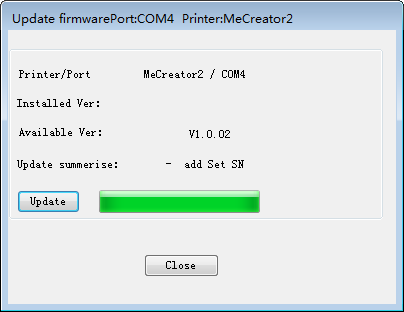 Update firmwarePort:COM4 Printer:MeCreator2
Printer/Port MeCreator2 / COM4
Installed Ver:
Available Ver: V1.0.02
Update summerise: - add Set SN
Update
Close